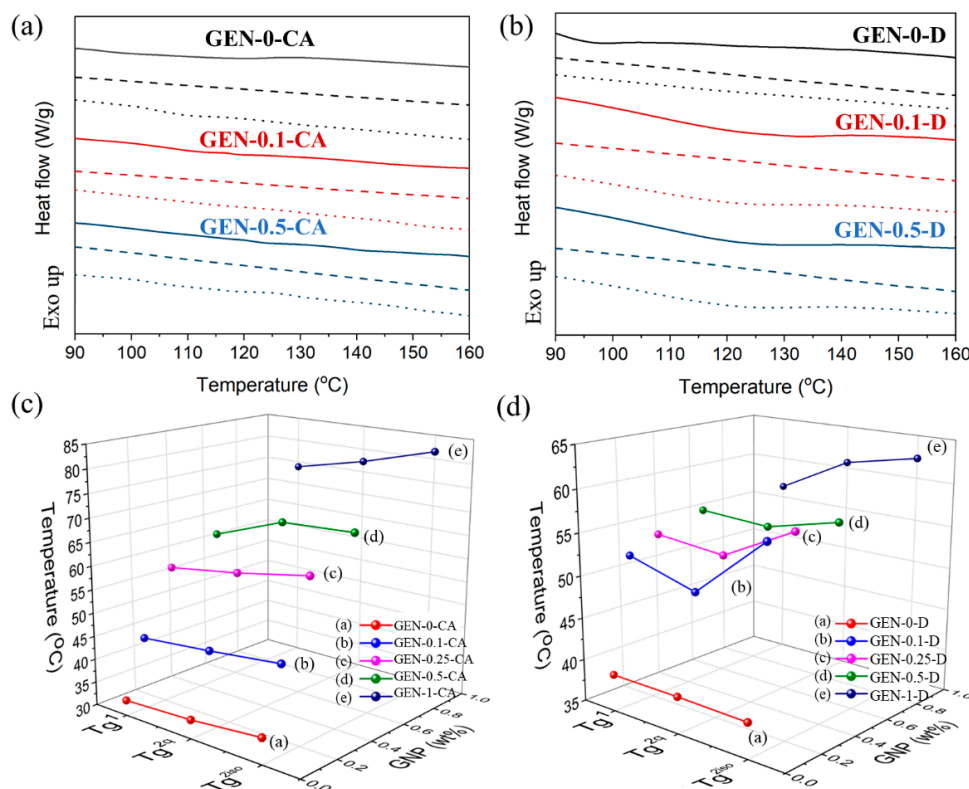 (a)
GEN-0-CA
GEN-0.1-CA
GEN-0.5-CA
Heat flow (W/g)
Exo up
90 100 110 120 130 140 150 160
Temperature (°C)
(b)
GEN-0-D
GEN-0.1-D
GEN-0.5-D
Heat flow (W/g)
Exo up
90 100 110 120 130 140 150 160
Temperature (°C)
(c)
85
80
75
70
65
60
55
50
45
40
35
30
Temperature
(°C)
(e)
(d)
(c)
(b)
(a)
(a) GEN-0-CA
(b) GEN-0.1-CA
(c) GEN-0.25-CA
(d) GEN-0.5-CA
(e) GEN-1-CA
Tg1
Tg2q
Tg2iso
0.0 0.2 0.4 0.6 0.8 1.0
GNP (wt%)
(d)
65
60
55
50
45
40
35
Temperature
(°C)
(e)
(d)
(c)
(b)
(a)
(a) GEN-0-D
(b) GEN-0.1-D
(c) GEN-0.25-D
(d) GEN-0.5-D
(e) GEN-1-D
Tg1
Tg2q
Tg2iso
0.0 0.2 0.4 0.6 0.8 1.0
GNP (wt%)